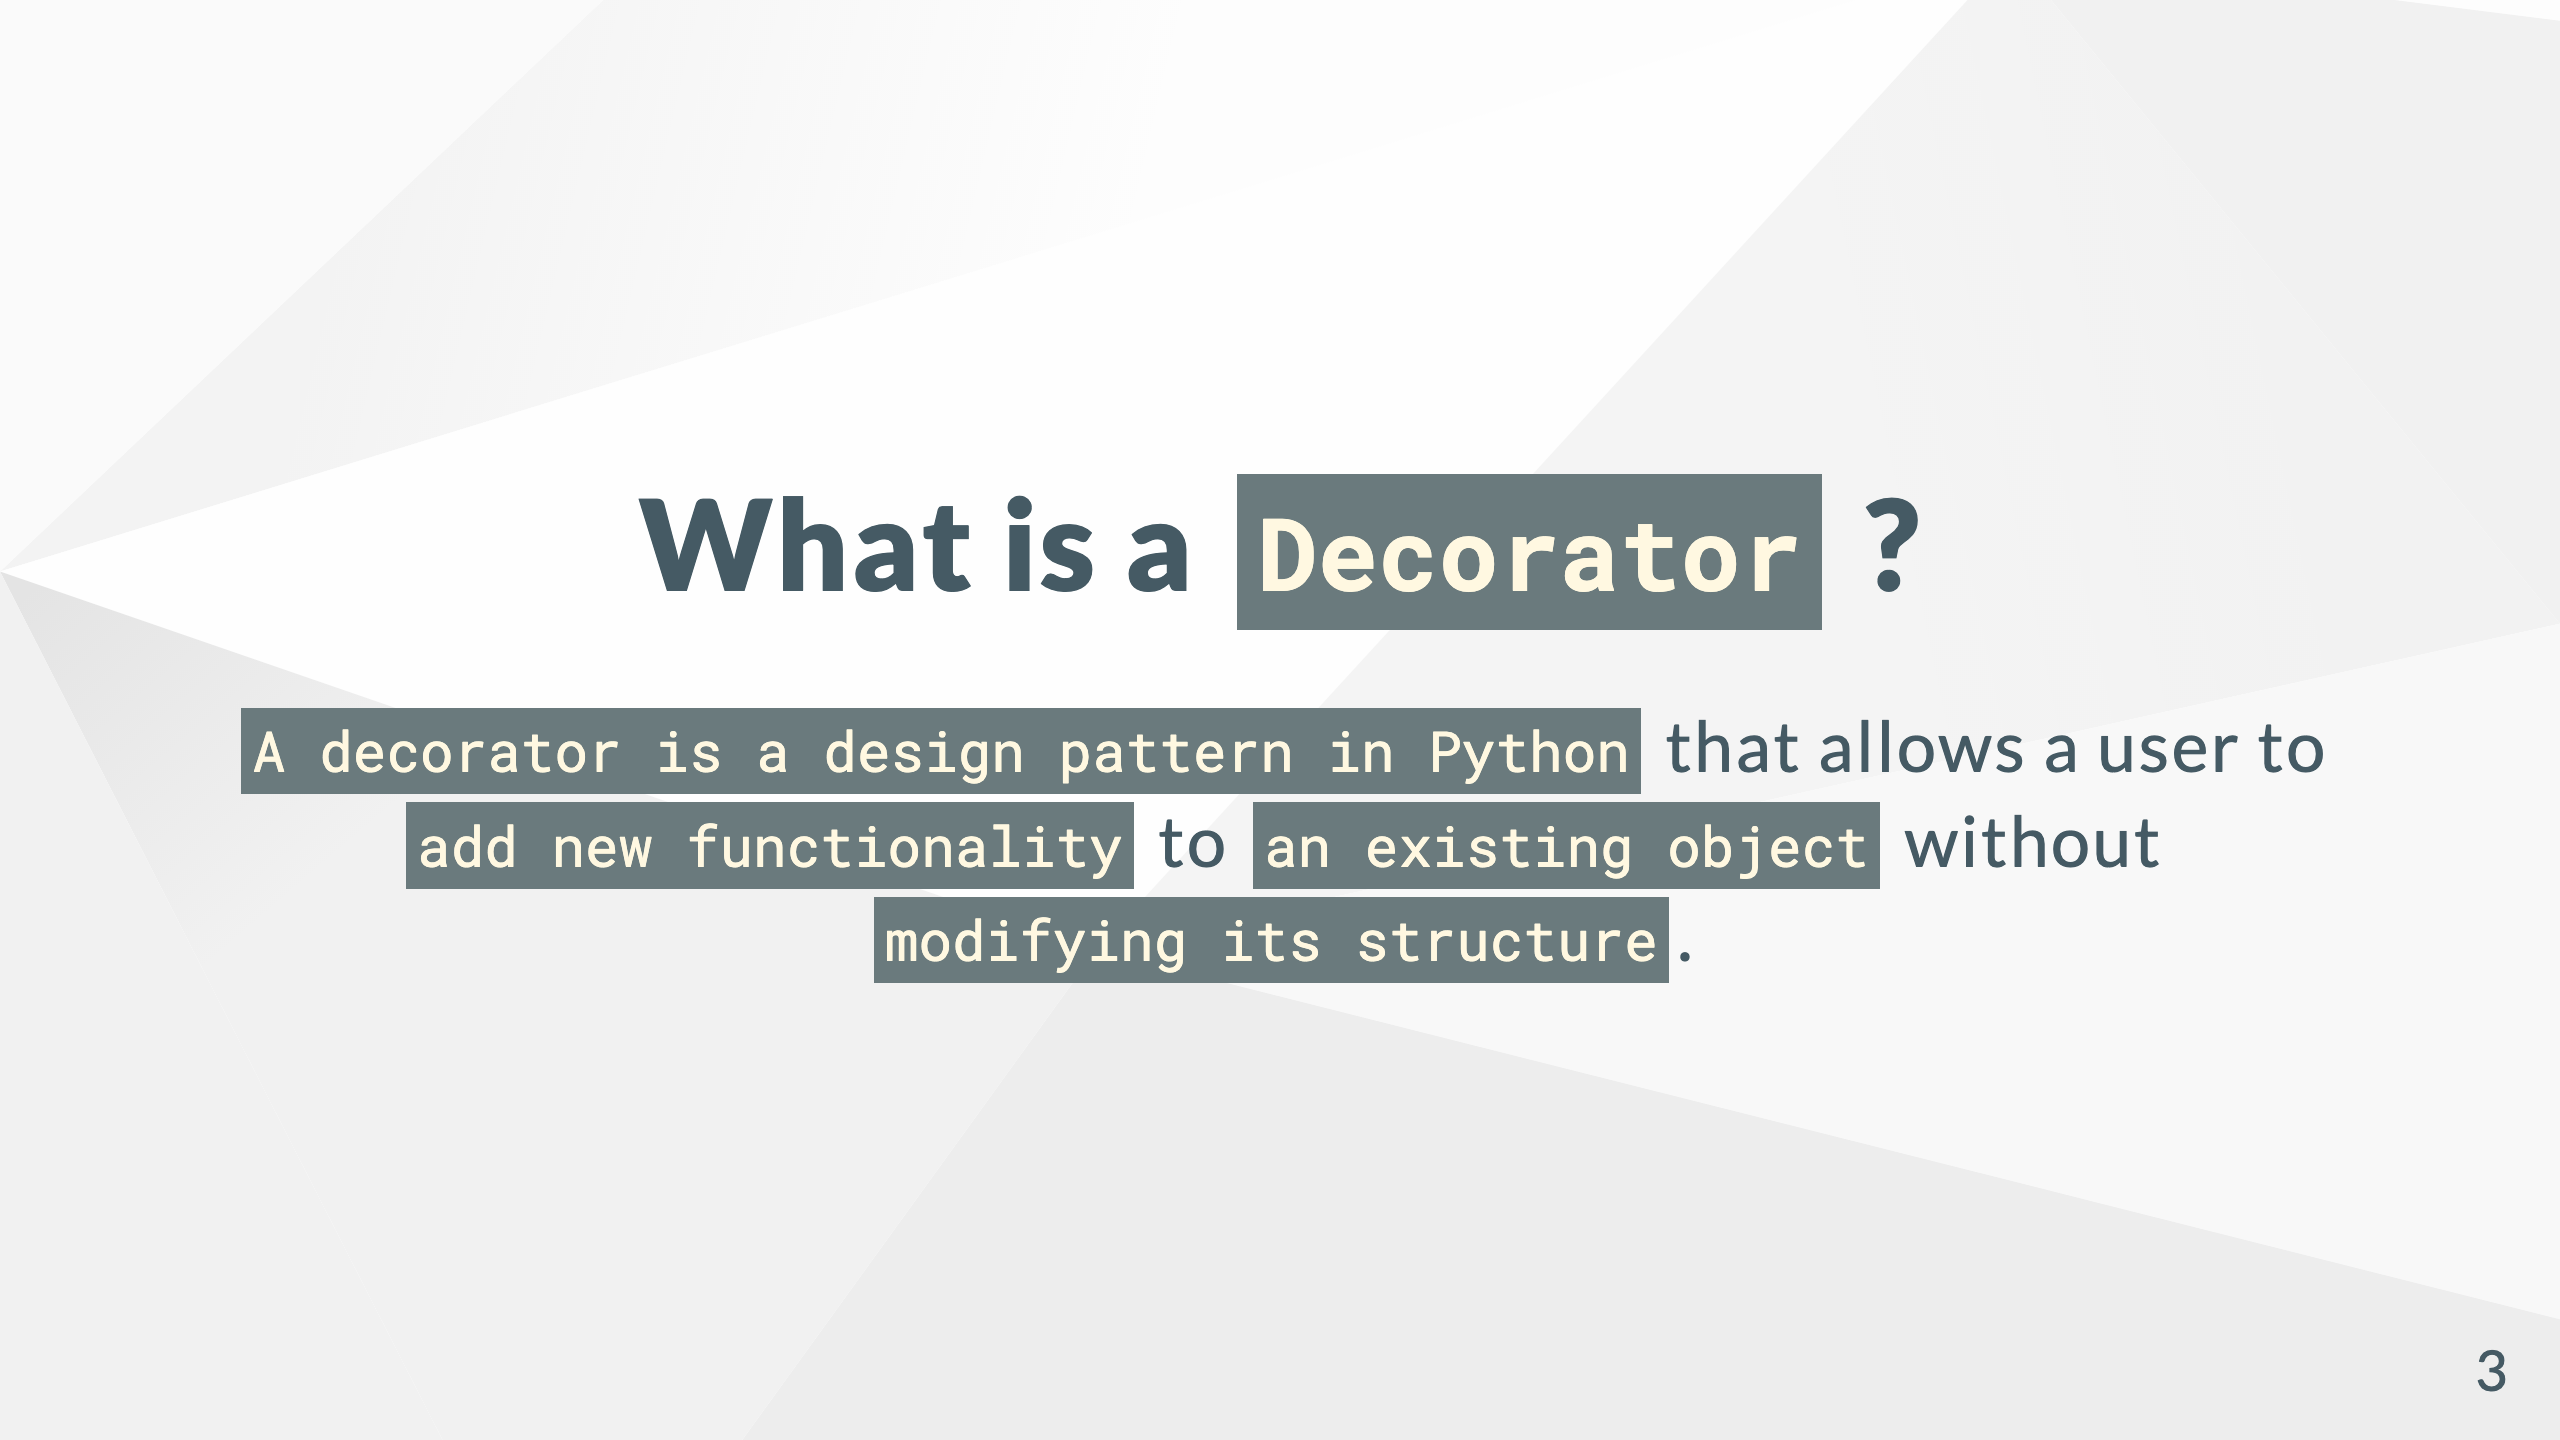 What is a Decorator ?
A decorator is a design pattern in Python that allows a user to
add new functionality to an existing object without
modifying its structure .
3